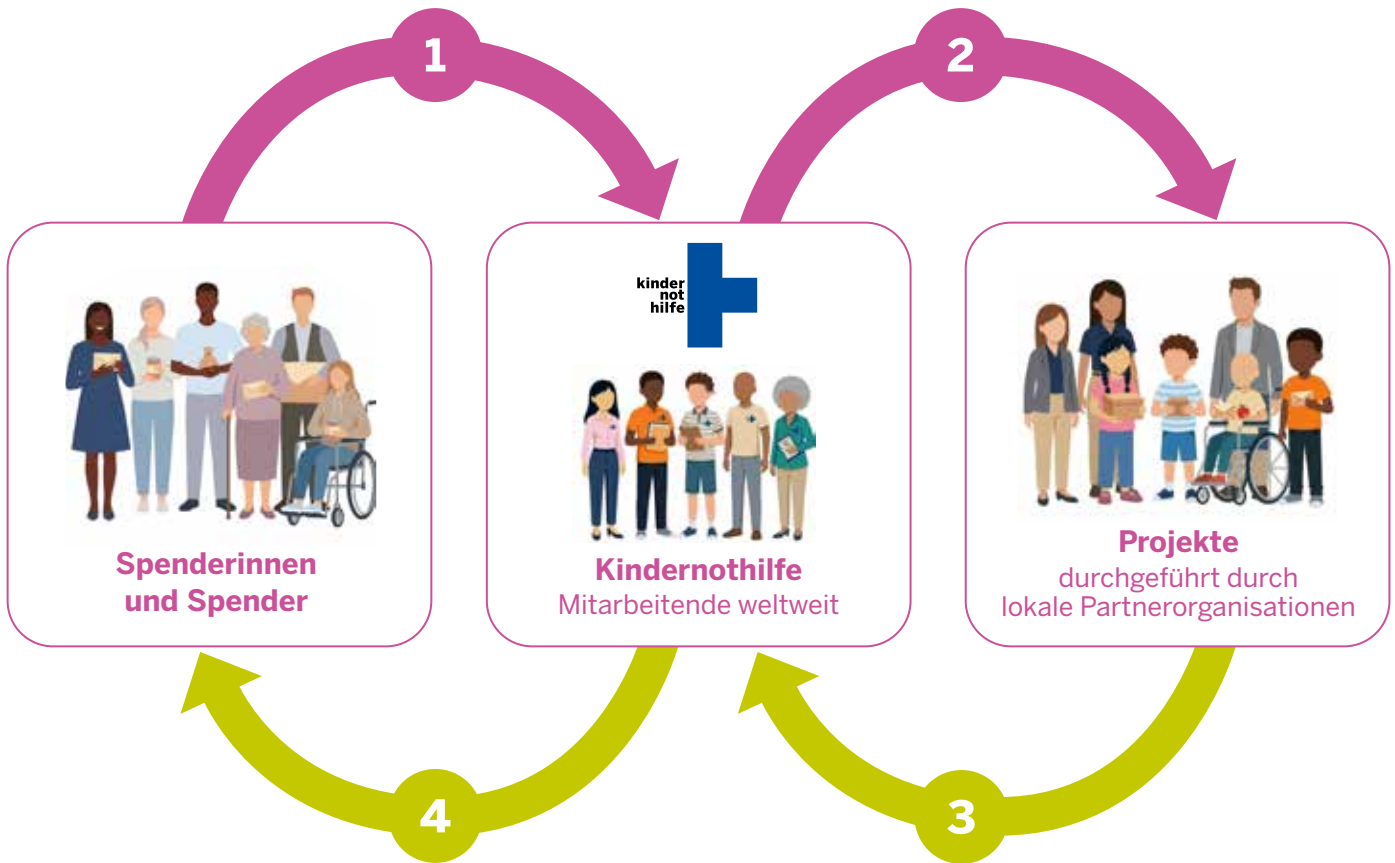 1
2
kinder
not
hilfe
Spenderinnen
und Spender
Kindernothilfe
Mitarbeitende weltweit
Projekte
durchgeführt durch
lokale Partnerorganisationen
4
3